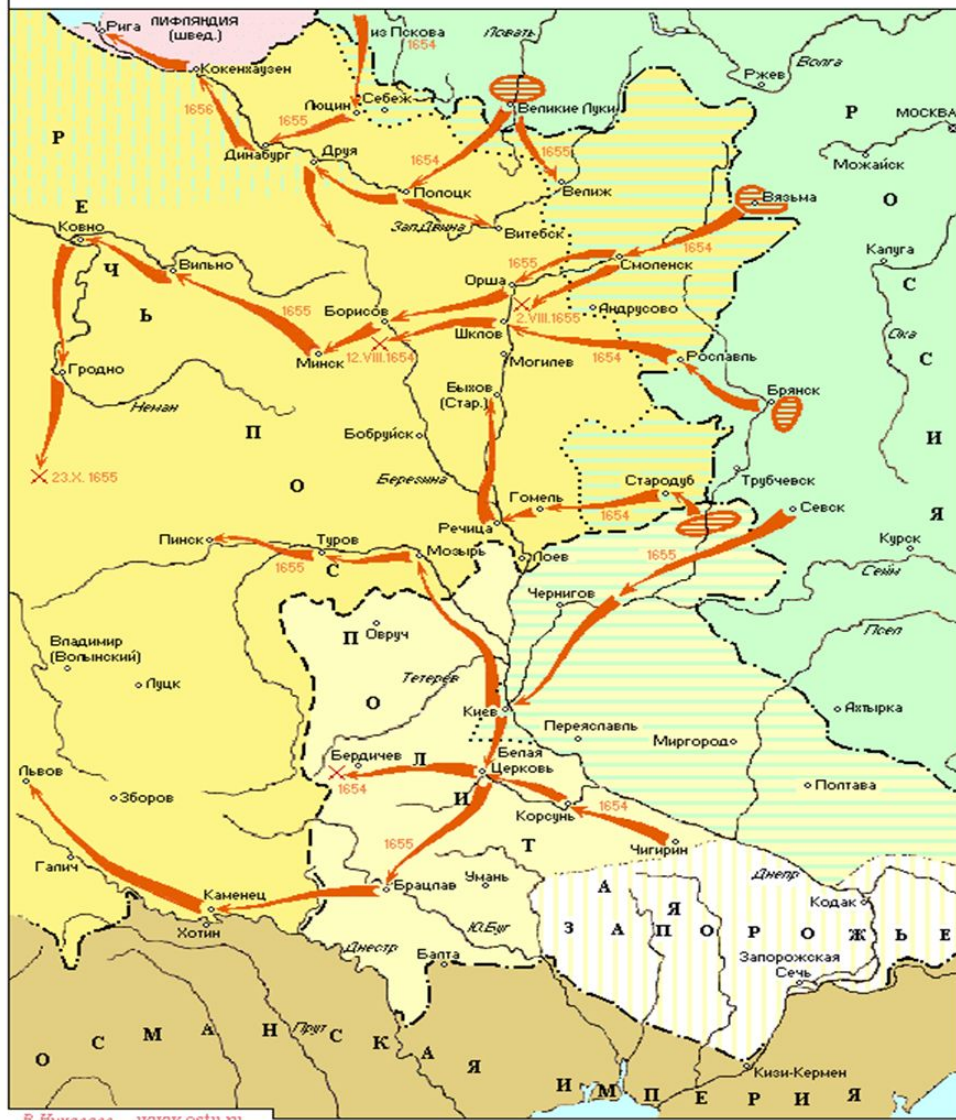 Рига
ЛИФЛЯНДИЯ
(швед.)
из Пскова
1654
Ловать
Волга
Ржев
Кокенхаузен
Люцин
Себеж
Великие Луки
МОСКВА
1656
1655
Р
Р
Динабург
Друя
1654
1655
Можайск
Полоцк
Велиж
Вязьма
О
Е
Зап.Двина
Витебск
1654
Ковно
Калуга
Ч
Вильно
1655
Смоленск
С
Орша
Ь
1655
Борисов
2.VIII.1655
Андрусово
Шклов
Ока
С
Минск
12.VIII.1654
Могилев
1654
Рославль
Гродно
И
Неман
Быхов
(Стар.)
Брянск
П
Бобруйск
И
23.X.1655
О
Березина
Гомель
Стародуб
Трубчевск
Речица
1654
Севск
Я
Пинск
Туров
Мозырь
Лоев
1655
Курск
1655
С
Сейм
Чернигов
П
Овруч
Псел
Владимир
(Волынский)
Луцк
Тетерев
О
Киев
Ахтырка
Переяславль
Миргород
Бердичев
Л
Белая
Церковь
Львов
1654
Полтава
Зборов
И
Корсунь
1654
1655
Чигирин
Т
Галич
Днепр
Каменец
Брацлав
Умань
А
Кодак
Я
Хотин
З А П О Р О Ж Ь Е
Днестр
Ю.Буг
Балта
Запорожская
Сечь
Прут
О С М А Н С К А Я И М П Е Р И Я
Кизи-Кермен
www.ostu.ru